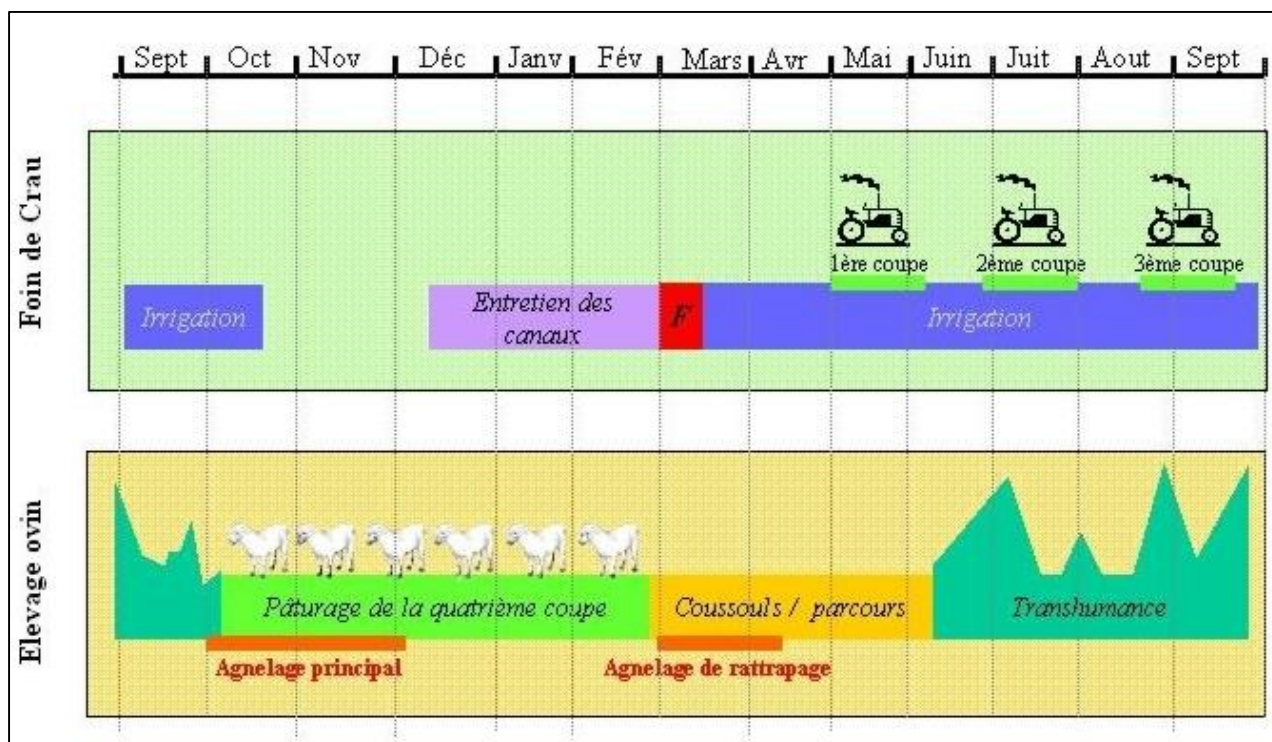 Sept Oct Nov Déc Janv Fév Mars Avr Mai Juin Juit Aout Sept
Foin de Crau
1ère coupe 2ème coupe 3ème coupe
Irrigation
Entretien des
canaux
F
Irrigation
Elevage ovin
Pâturage de la quatrième coupe
Coussouls / parcours
Transhumance
Agnelage principal
Agnelage de rattrapage